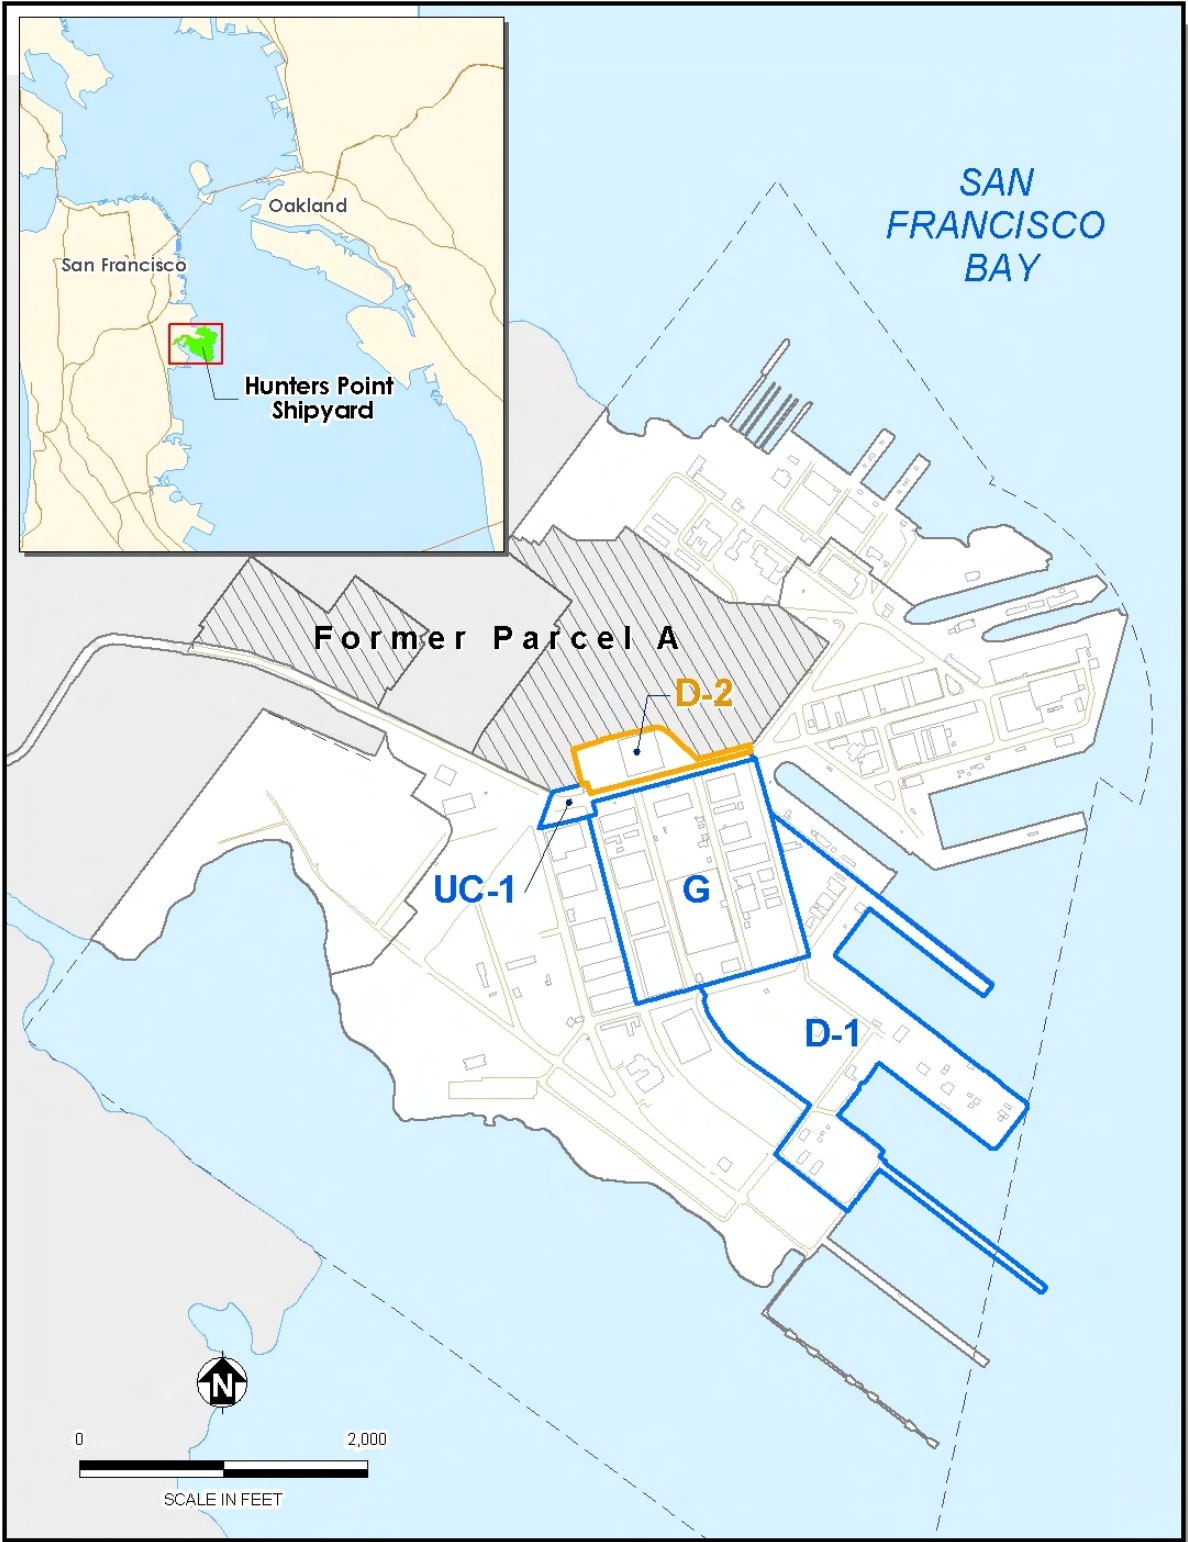 SAN
FRANCISCO
BAY
Oakland
San Francisco
Hunters Point
Shipyard
Former Parcel A
D-2
UC-1
G
D-1
N
0 2,000
SCALE IN FEET